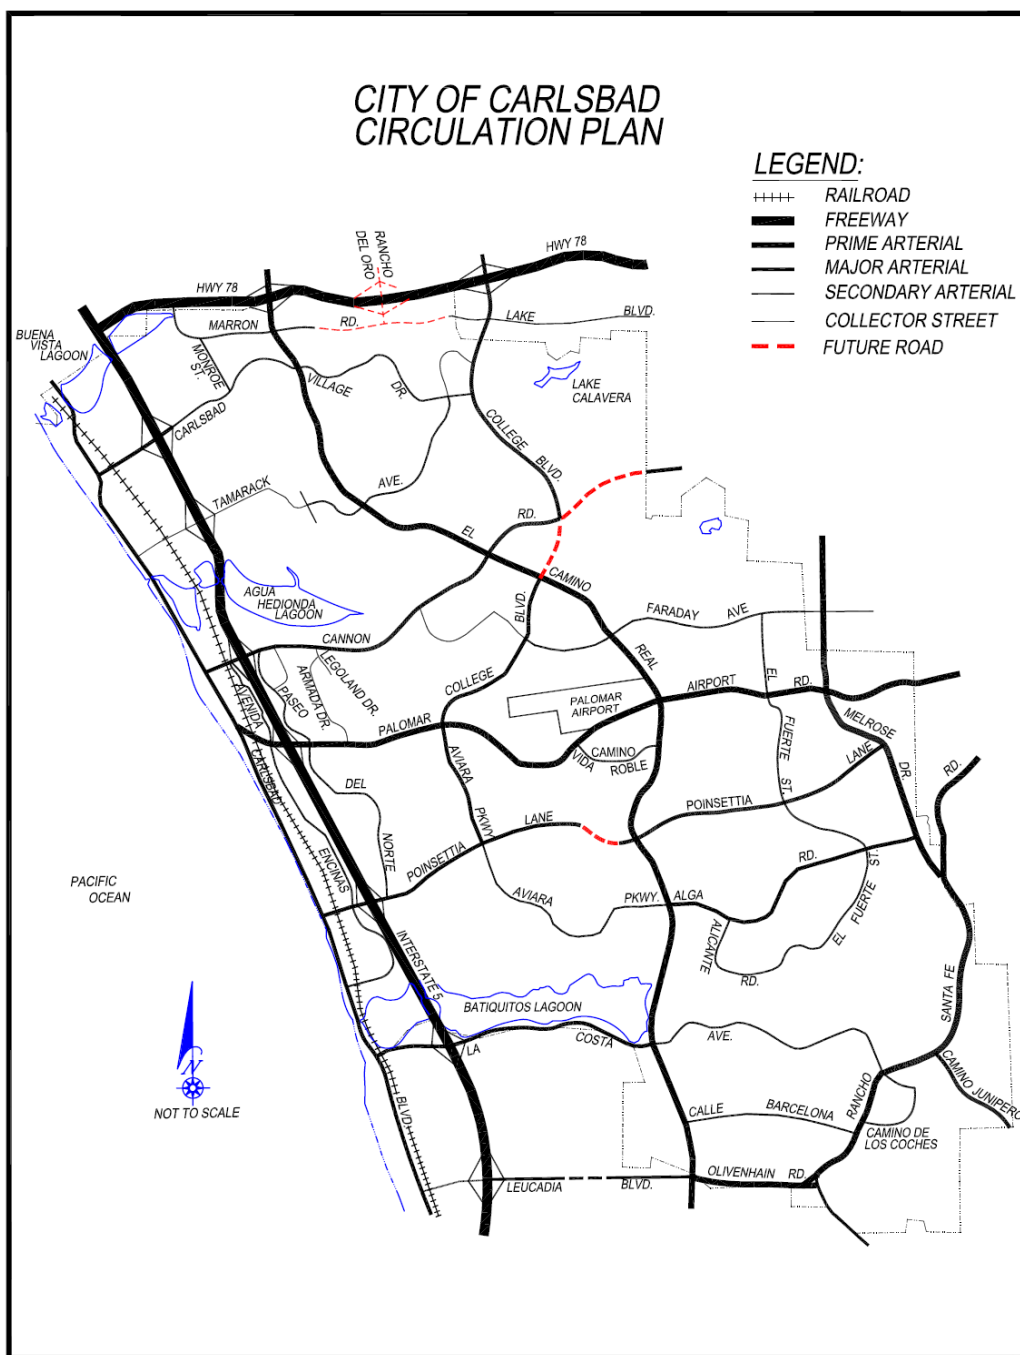 CITY OF CARLSBAD
CIRCULATION PLAN
LEGEND:
RAILROAD
FREEWAY
PRIME ARTERIAL
MAJOR ARTERIAL
SECONDARY ARTERIAL
COLLECTOR STREET
FUTURE ROAD
RANCHO
DEL ORO
HWY 78
HWY 78
MARRON
RD.
LAKE
BLVD.
BUENA
VISTA
LAGOON
MONROE
ST.
VILLAGE
DR.
LAKE
CALAVERA
CARLSBAD
COLLEGE
BLVD.
TAMARACK
AVE.
RD.
EL
CAMINO
REAL
AGUA
HEDIONDA
LAGOON
BLVD.
FARADAY
AVE
CANNON
LEGOLAND DR.
ARMADA DR.
PASEO
AVENIDA
COLLEGE
PALOMAR
AIRPORT
RD.
EL
FUERTE
ST.
PALOMAR
AIRPORT
MELROSE
DR.
CAMINO
VIDA
ROBLE
LANE
RD.
CARLSBAD
DEL
NORTE
AVIARA
PKWY
POINSETTIA
LANE
POINSETTIA
ENCINAS
RD.
ST.
FUERTE
EL
PACIFIC
OCEAN
AVIARA
PKWY.
ALGA
ALICANTE
RD.
INTERSTATE 5
BATIQUITOS LAGOON
SANTA FE
LA
COSTA
AVE.
N
NOT TO SCALE
BLVD.
CALLE
BARCELONA
RANCHO
CAMINO JUNIPERO
CAMINO DE
LOS COCHES
LEUCADIA
BLVD.
OLIVENHAIN
RD.